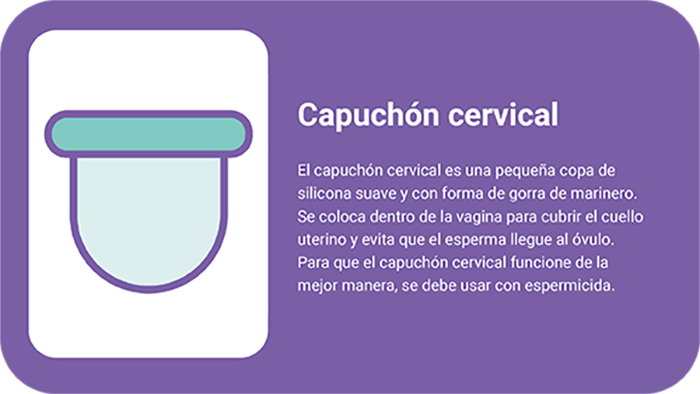 Capuchón cervical
El capuchón cervical es una pequeña copa de
silicona suave y con forma de gorra de marinero.
Se coloca dentro de la vagina para cubrir el cuello
uterino y evita que el esperma llegue al óvulo.
Para que el capuchón cervical funcione de la
mejor manera, se debe usar con espermicida.